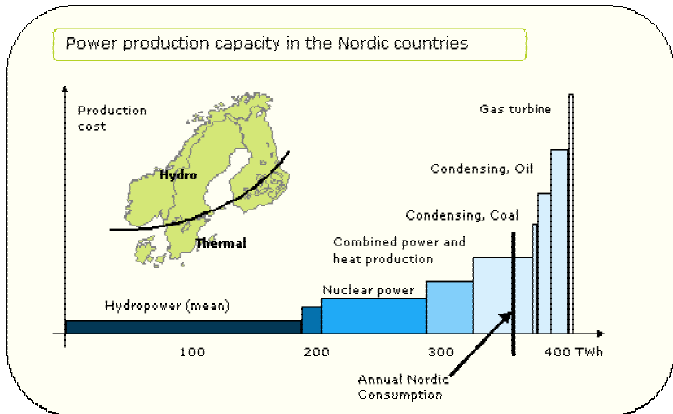 Power production capacity in the Nordic countries
Production
cost
Gas turbine
Hydro
Condensing, Oil
Condensing, Coal
Thermal
Combined power and
heat production
Nuclear power
Hydropower (mean)
100
200
300
400 TWh
Annual Nordic
Consumption